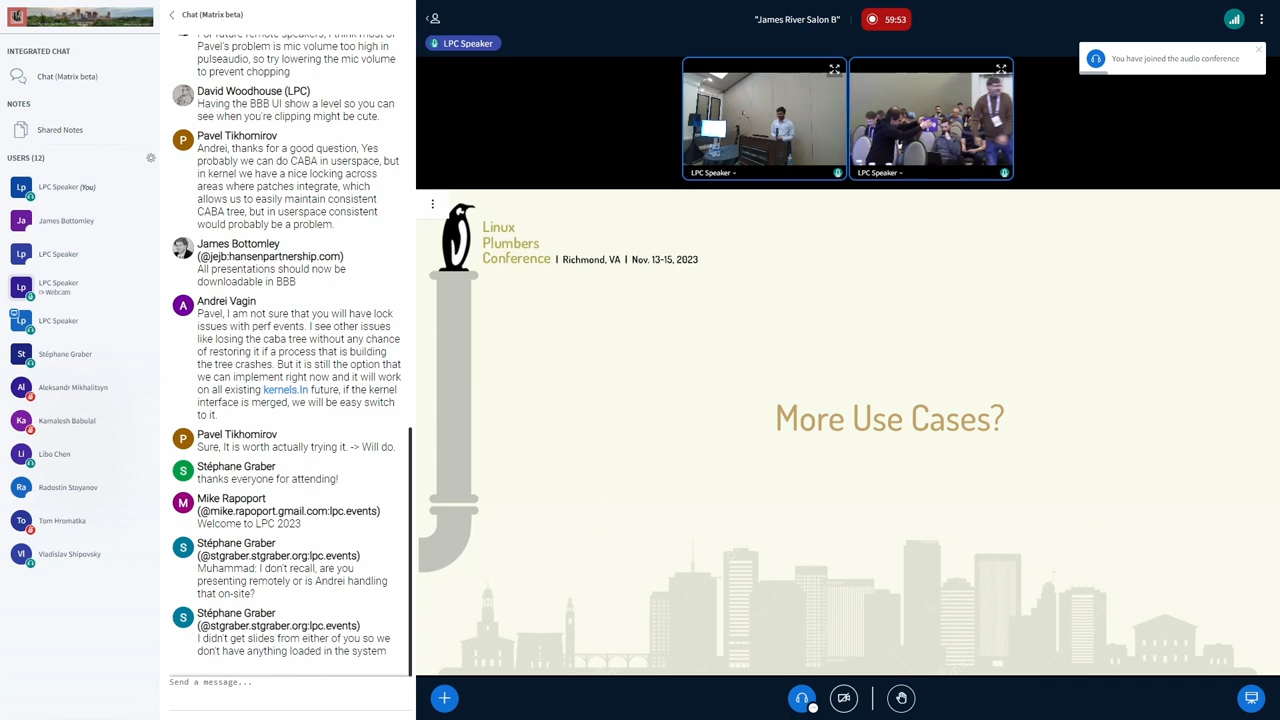 INTEGRATED CHAT
Chat (Matrix beta)
NOTES
Shared Notes
USERS (12)
Lp LPC Speaker (You)
Ja James Bottomley
Lp LPC Speaker
Lp LPC Speaker
Webcam
Lp LPC Speaker
St Stéphane Graber
Al Aleksandr Mikhalitsyn
Ka Kamalesh Babulal
Li Libo Chen
Ra Radostin Stoyanov
To Tom Hromatka
Vl Vladislav Shipovsky
Chat (Matrix beta)
For future remote speakers, I think most of
Pavel's problem is mic volume too high in
pulseaudio, so try lowering the mic volume
to prevent chopping
David Woodhouse (LPC)
Having the BBB UI show a level so you can
see when you're clipping might be cute.
P Pavel Tikhomirov
Andrei, thanks for a good question, Yes
probably we can do CABA in userspace, but
in kernel we have a nice locking across
areas where patches integrate, which
allows us to easily maintain consistent
CABA tree, but in userspace consistent
would probably be a problem.
James Bottomley
(@jejb:hansenpartnership.com)
All presentations should now be
downloadable in BBB
A Andrei Vagin
Pavel, I am not sure that you will have lock
issues with perf events. I see other issues
like losing the caba tree without any chance
of restoring it if a process that is building
the tree crashes. But it is still the option that
we can implement right now and it will work
on all existing kernels.In future, if the kernel
interface is merged, we will be easy switch
to it.
P Pavel Tikhomirov
Sure, It is worth actually trying it. -> Will do.
S Stéphane Graber
thanks everyone for attending!
M Mike Rapoport
(@mike.rapoport.gmail.com:lpc.events)
Welcome to LPC 2023
S Stéphane Graber
(@stgraber.stgraber.org:lpc.events)
Muhammad: I don't recall, are you
presenting remotely or is Andrei handling
that on-site?
S Stéphane Graber
(@stgraber.stgraber.org:lpc.events)
I didn't get slides from either of you so we
don't have anything loaded in the system
Send a message...
"James River Salon B"
59:53
LPC Speaker
You have joined the audio conference
LPC Speaker
LPC Speaker
Linux
Plumbers
Conference | Richmond, VA | Nov. 13-15, 2023
More Use Cases?